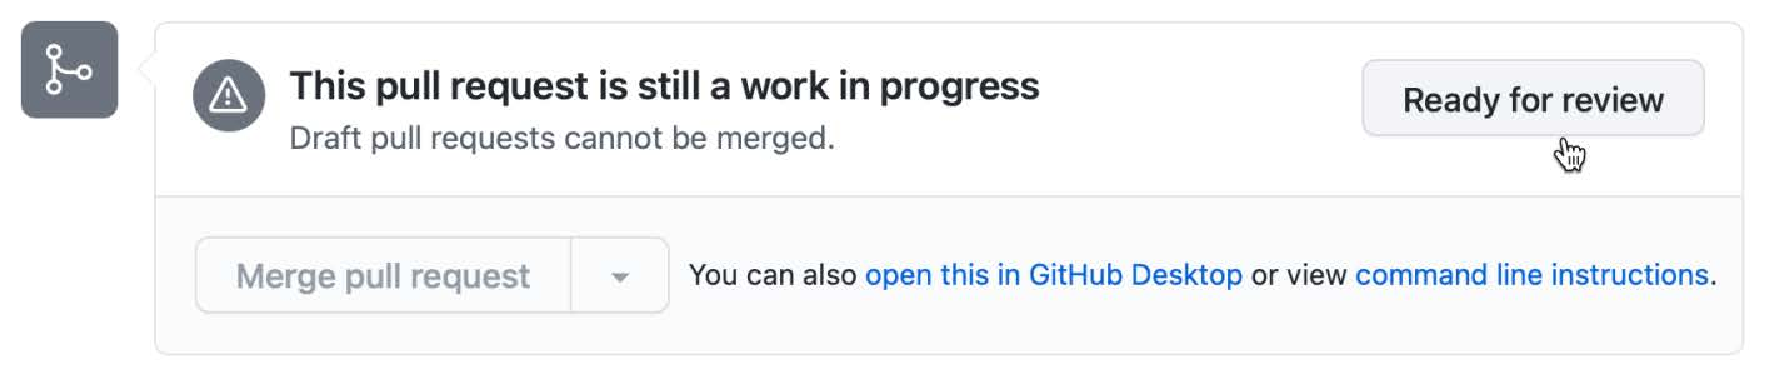 This pull request is still a work in progress
Draft pull requests cannot be merged.
Ready for review
Merge pull request
You can also open this in GitHub Desktop or view command line instructions.